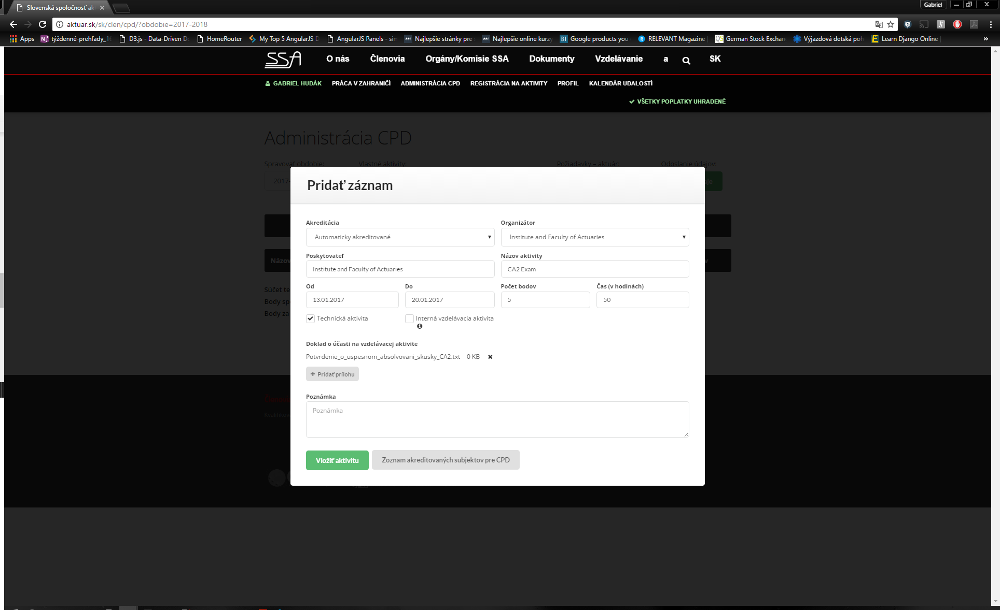 Slovenská spoločnosť ak
Gabriel
aktuar.sk/sk/clen/cpd/?obdobie=2017-2018
Apps týždenné-prehľady_16 D3.js - Data-Driven Do HomeRouter My Top 5 AngularJS D AngularJS Panels - sim Najlepšie stránky pre Najlepšie online kurzy Google products you RELEVANT Magazine German Stock Exchan Výjazdová detská poh Learn Django Online »
SSA O nás Členovia Orgány/Komisie SSA Dokumenty Vzdelávanie a SK
GABRIEL HUDÁK PRÁCA V ZAHRANIČÍ ADMINISTRÁCIA CPD REGISTRÁCIA NA AKTIVITY PROFIL KALENDÁR UDALOSTÍ
VŠETKY POPLATKY UHRADENÉ
Administrácia CPD
Spravovať obdobie: Vlastné aktivity: Požiadavky – aktuár: Odoslanie údajov:
2017-
Pridať záznam
Akreditácia Organizátor
Automaticky akreditované Institute and Faculty of Actuaries
Poskytovateľ Názov aktivity
Názov
Institute and Faculty of Actuaries CA2 Exam
Od Do Počet bodov Čas (v hodinách)
Súčet te
13.01.2017 20.01.2017 5 50
Body sp
Body za
Technická aktivita Interná vzdelávacia aktivita
Doklad o účasti na vzdelávacej aktivite
Potvrdenie_o_uspesnom_absolvovani_skusky_CA2.txt 0 KB
+ Pridať prílohu
Poznámka
Poznámka
Kvalifikov
Vložiť aktivitu Zoznam akreditovaných subjektov pre CPD